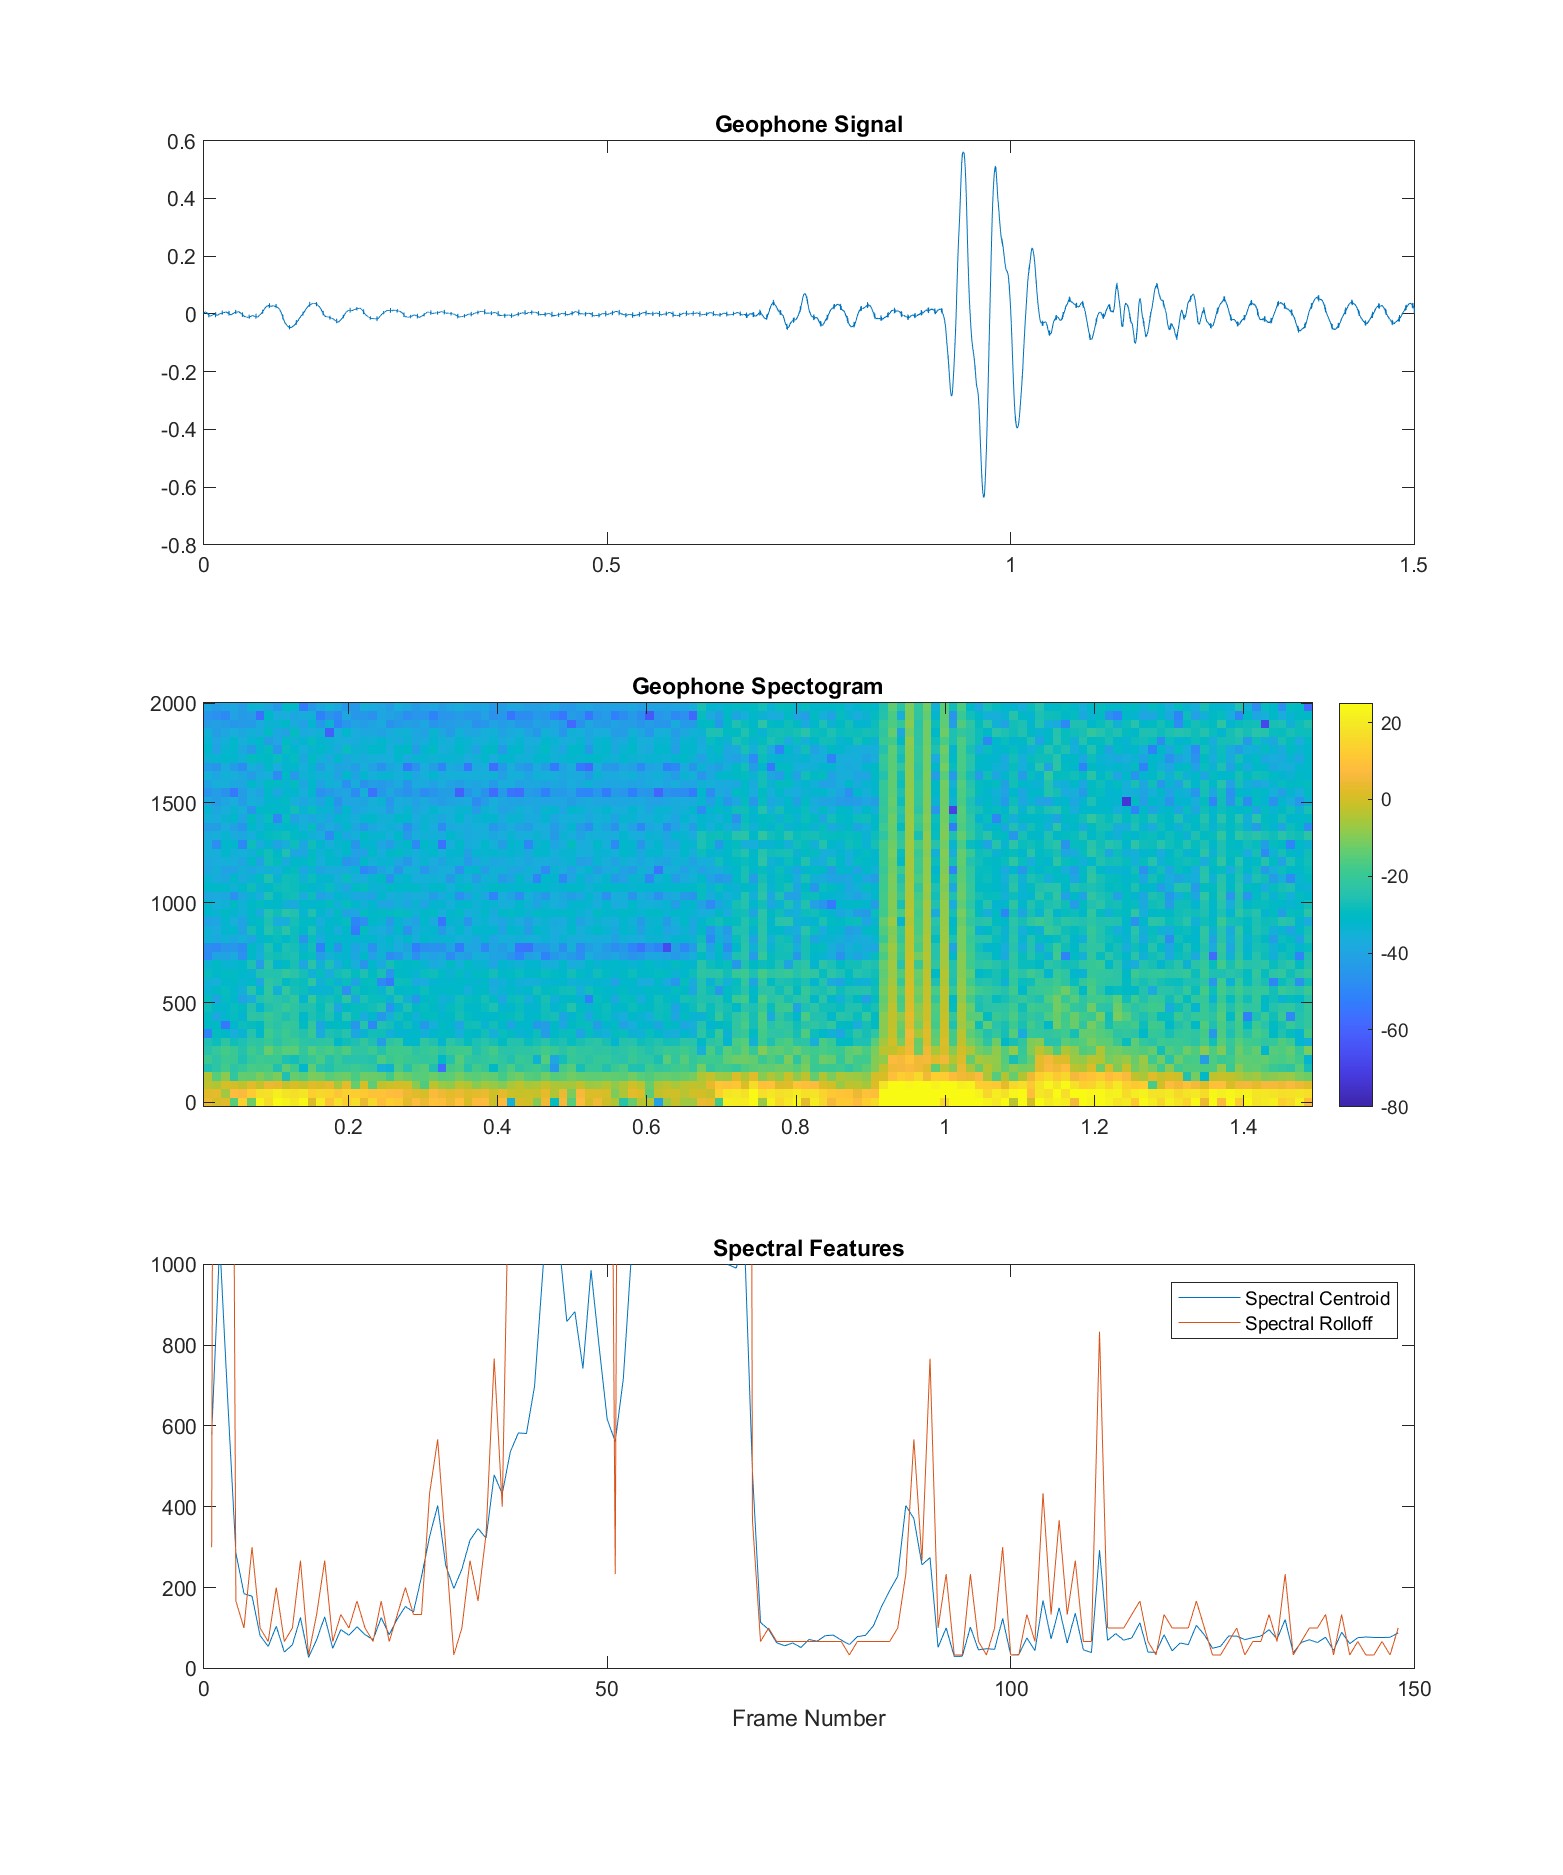 Geophone Signal
0.6
0.4
0.2
0
-0.2
-0.4
-0.6
-0.8
0 0.5 1 1.5
Geophone Spectogram
2000
1500
1000
500
0
0.2 0.4 0.6 0.8 1 1.2 1.4
20
0
-20
-40
-60
-80
Spectral Features
1000
800
600
400
200
0
0 50 100 150
Spectral Centroid
Spectral Rolloff
Frame Number